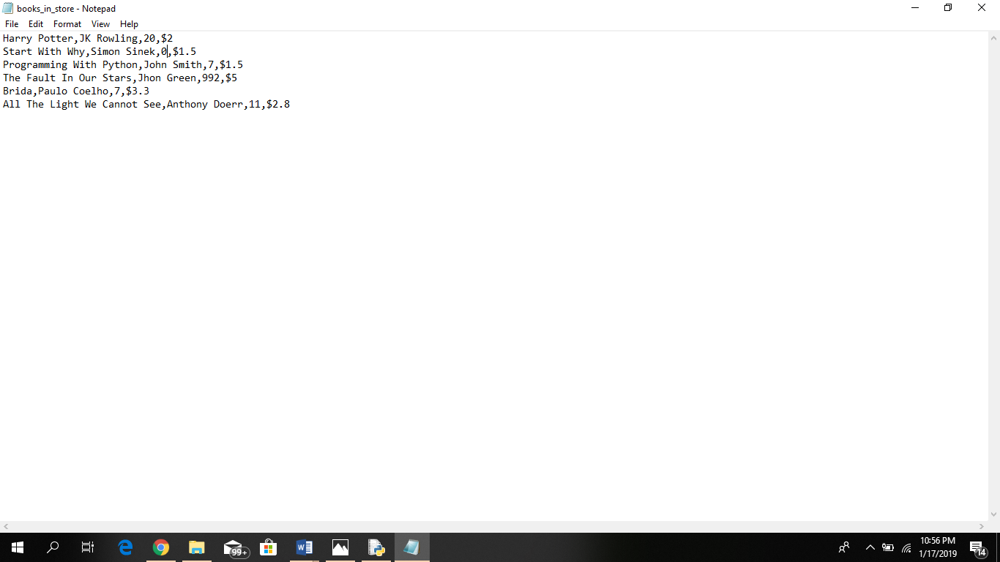 books_in_store - Notepad
File Edit Format View Help
Harry Potter,JK Rowling,20,$2
Start With Why,Simon Sinek,0,$1.5
Programming With Python,John Smith,7,$1.5
The Fault In Our Stars,Jhon Green,992,$5
Brida,Paulo Coelho,7,$3.3
All The Light We Cannot See,Anthony Doerr,11,$2.8
99+
10:56 PM
1/17/2019
14